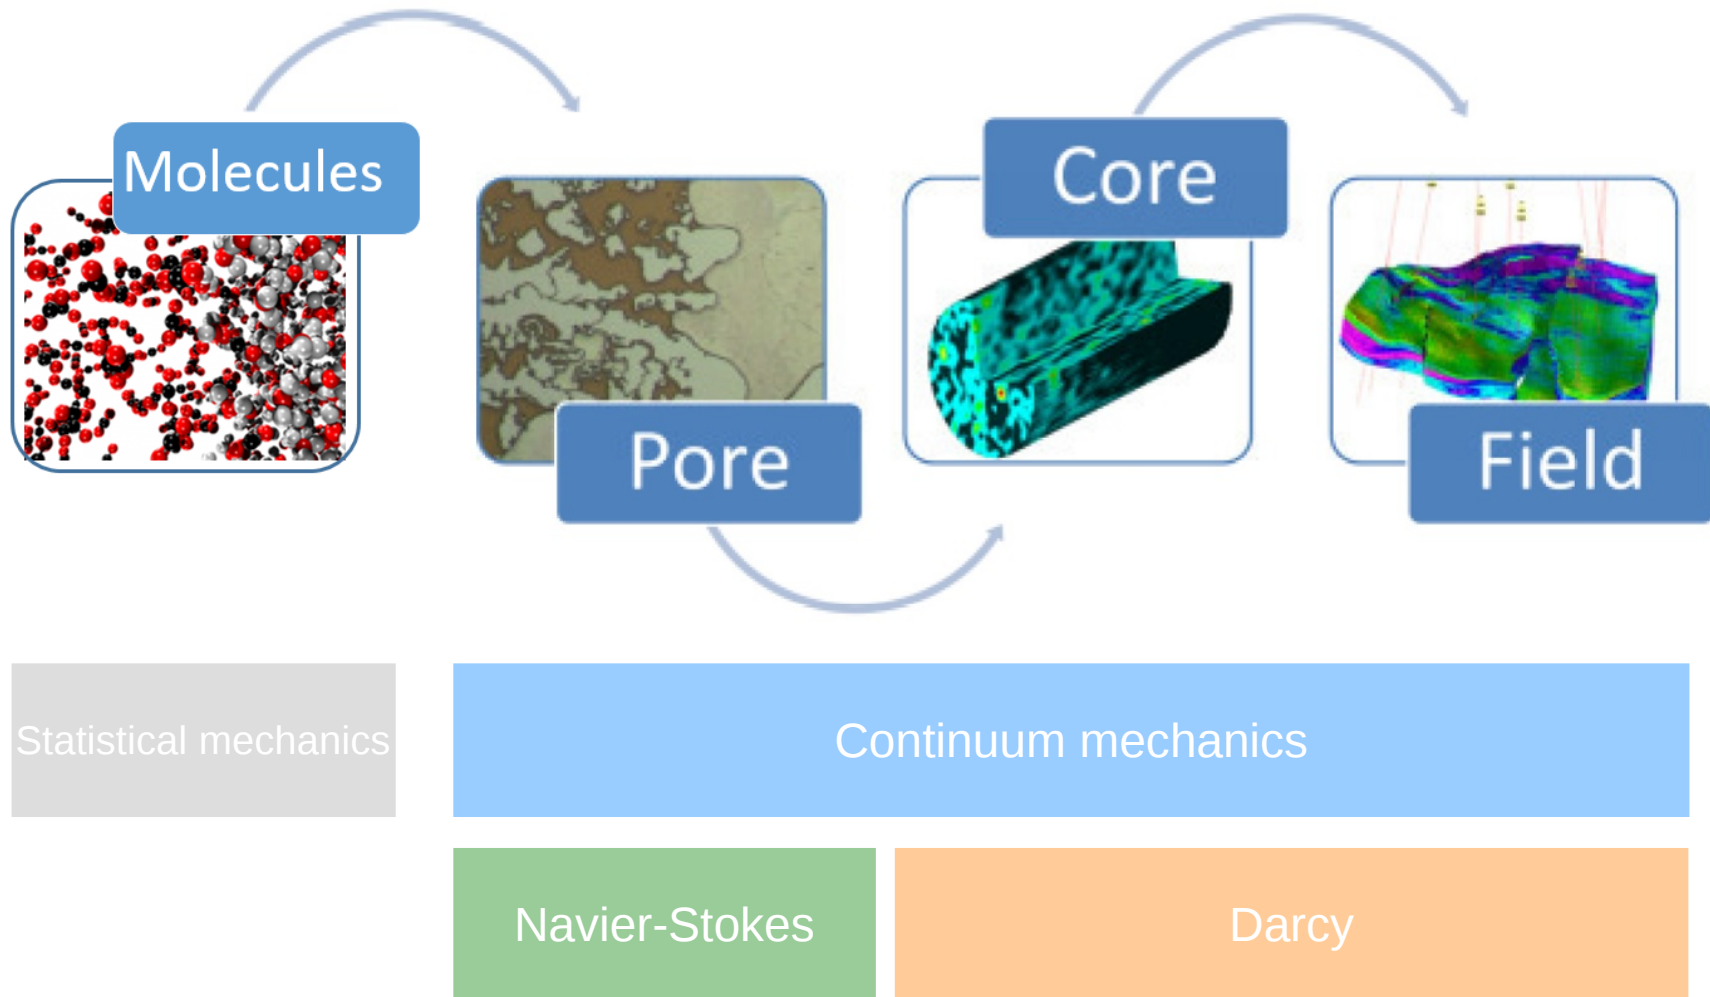 Molecules
Core
Pore
Field
Statistical mechanics
Continuum mechanics
Navier-Stokes
Darcy